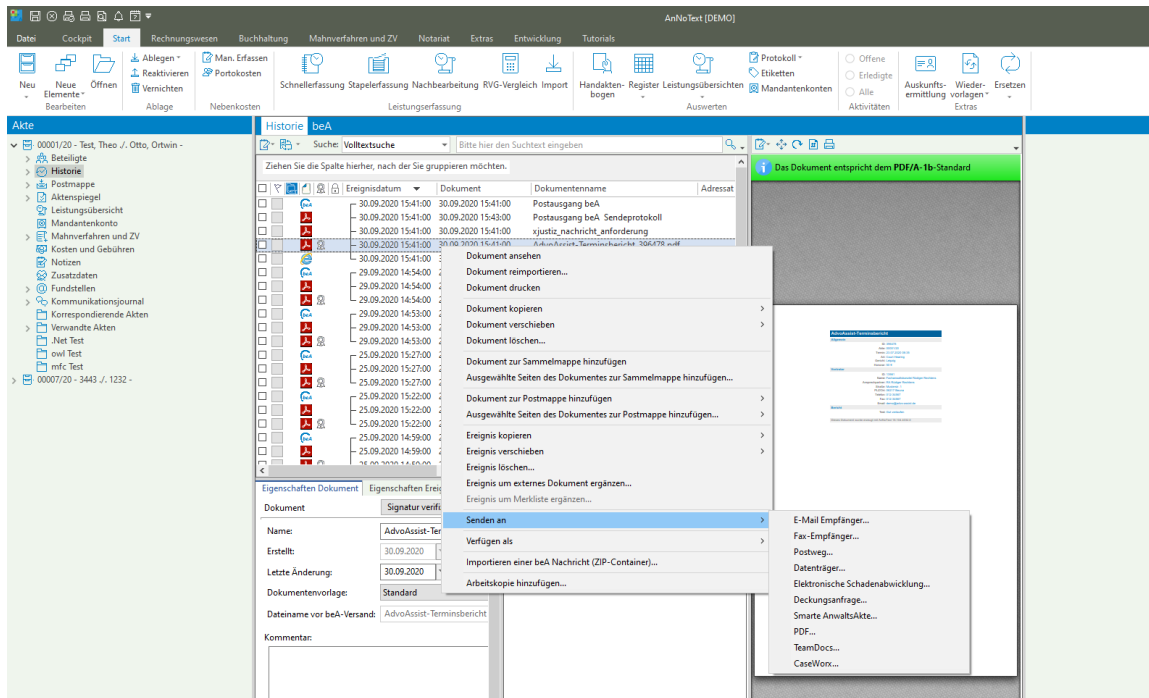 AnNoText [DEMO]
Datei Cockpit Start Rechnungswesen Buchhaltung Mahnverfahren und ZV Notariat Extras Entwicklung Tutorials
Neu
Neue Elemente
Öffnen
Bearbeiten
Ablegen
Reaktivieren
Vernichten
Ablage
Man. Erfassen
Portokosten
Nebenkosten
Schnellerfassung Stapelerfassung Nachbearbeitung RVG-Vergleich Import
Leistungserfassung
Handakten-
bogen
Register Leistungsübersichten
Protokoll
Etiketten
Mandantenkonten
Auswerten
Offene
Erledigte
Alle
Aktivitäten
Auskunfts-
ermittlung
Wieder-
vorlagen
Ersetzen
Extras
Akte
00001/20 - Test, Theo ./. Otto, Ortwin -
Beteiligte
Historie
Postmappe
Aktenspiegel
Leistungsübersicht
Mandantenkonto
Mahnverfahren und ZV
Kosten und Gebühren
Notizen
Zusatzdaten
Fundstellen
Kommunikationsjournal
Korrespondierende Akten
Verwandte Akten
.Net Test
owl Test
mfc Test
00007/20 - 3443 ./. 1232 -
Historie beA
Suche: Volltextsuche Bitte hier den Suchtext eingeben
Ziehen Sie die Spalte hierher, nach der Sie gruppieren möchten.
Ereignisdatum Dokument Dokumentenname Adressat
30.09.2020 15:41:00 30.09.2020 15:41:00 Postausgang beA
30.09.2020 15:41:00 30.09.2020 15:43:00 Postausgang beA Sendeprotokoll
30.09.2020 15:41:00 30.09.2020 15:41:00 xjustiz_nachricht_anforderung
30.09.2020 15:41:00 30.09.2020 15:41:00 AdvoAssist-Terminsbericht_396478.pdf
30.09.2020 15:41:00
29.09.2020 14:54:00
29.09.2020 14:54:00
29.09.2020 14:54:00
29.09.2020 14:53:00
29.09.2020 14:53:00
29.09.2020 14:53:00
25.09.2020 15:27:00
25.09.2020 15:27:00
25.09.2020 15:27:00
25.09.2020 15:22:00
25.09.2020 15:22:00
25.09.2020 15:22:00
25.09.2020 14:59:00
25.09.2020 14:59:00
25.09.2020 14:59:00
Dokument ansehen
Dokument reimportieren...
Dokument drucken
Dokument kopieren
Dokument verschieben
Dokument löschen...
Dokument zur Sammelmappe hinzufügen
Ausgewählte Seiten des Dokumentes zur Sammelmappe hinzufügen...
Dokument zur Postmappe hinzufügen
Ausgewählte Seiten des Dokumentes zur Postmappe hinzufügen...
Ereignis kopieren
Ereignis verschieben
Ereignis löschen...
Ereignis um externes Dokument ergänzen...
Ereignis um Merkliste ergänzen...
Senden an
Verfügen als
Importieren einer beA Nachricht (ZIP-Container)...
Arbeitskopie hinzufügen...
E-Mail Empfänger...
Fax-Empfänger...
Postweg...
Datenträger...
Elektronische Schadenabwicklung...
Deckungsanfrage...
Smarte AnwaltsAkte...
PDF...
TeamDocs...
CaseWorx...
Eigenschaften Dokument Eigenschaften Ereig
Dokument Signatur verifi
Name: AdvoAssist-Ter
Erstellt: 30.09.2020
Letzte Änderung: 30.09.2020
Dokumentenvorlage: Standard
Dateiname vor beA-Versand: AdvoAssist-Terminsbericht
Kommentar:
Das Dokument entspricht dem PDF/A-1b-Standard
AdvoAssist-Terminsbericht